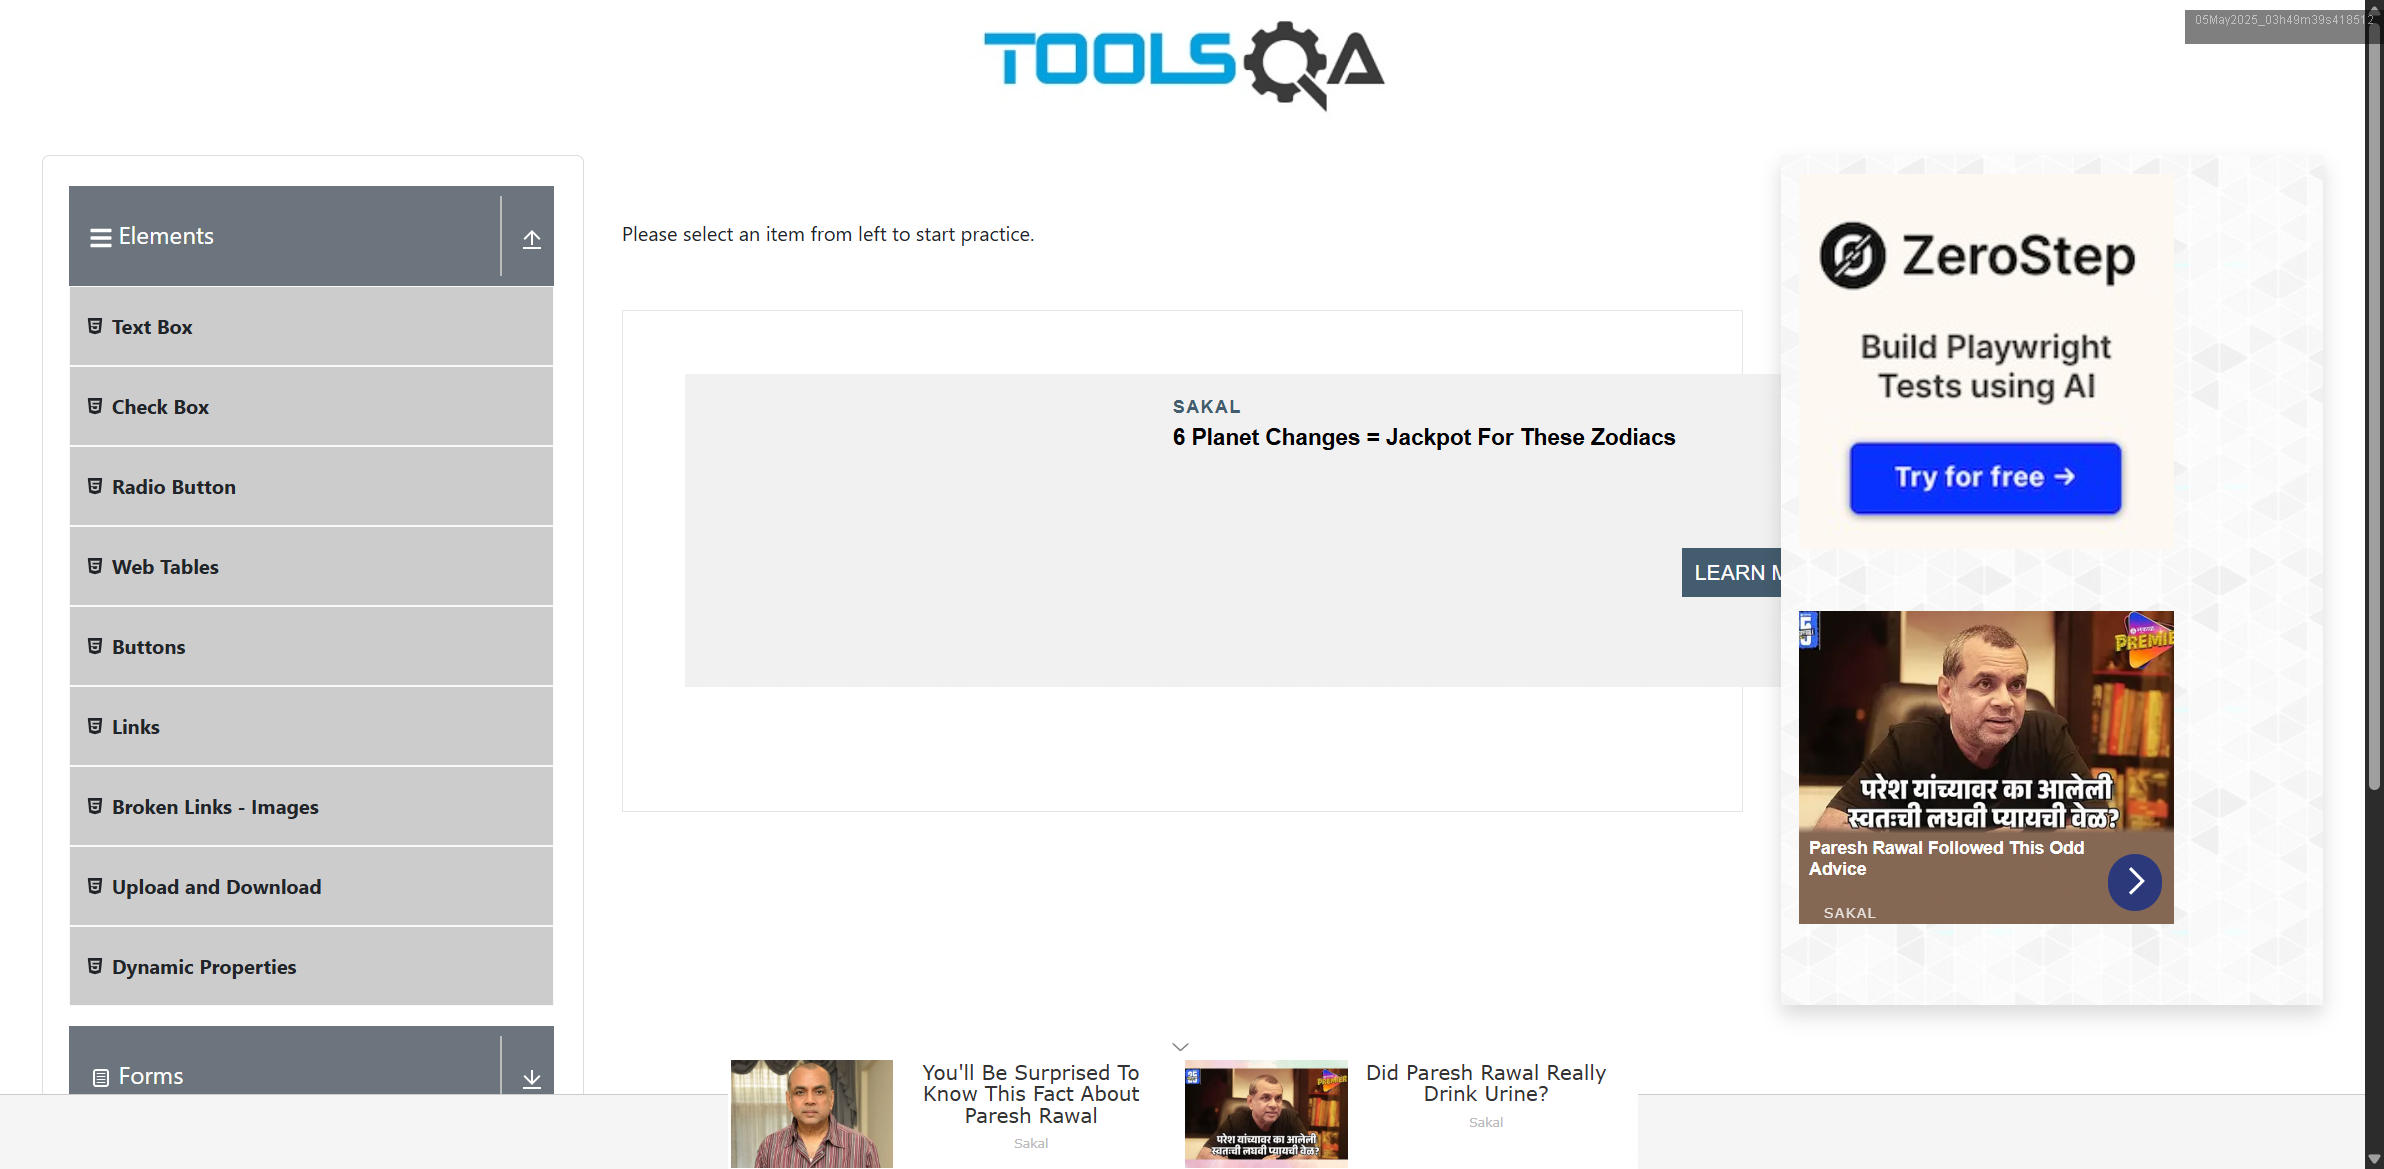 TOOLSQA
05May2025_03h49m39s418512
Elements
Text Box
Check Box
Radio Button
Web Tables
Buttons
Links
Broken Links - Images
Upload and Download
Dynamic Properties
Forms
Please select an item from left to start practice.
SAKAL
6 Planet Changes = Jackpot For These Zodiacs
LEARN M
ZeroStep
Build Playwright
Tests using AI
Try for free →
PREMIE
परेश यांच्यावर का आलेली
स्वतःची लघवी प्यायची वेळ?
Paresh Rawal Followed This Odd
Advice
SAKAL
You'll Be Surprised To
Know This Fact About
Paresh Rawal
Sakal
25
PREMIER
परेश यांच्यावर का आलेली
स्वतःची लघवी प्यायची वेळ?
Did Paresh Rawal Really
Drink Urine?
Sakal